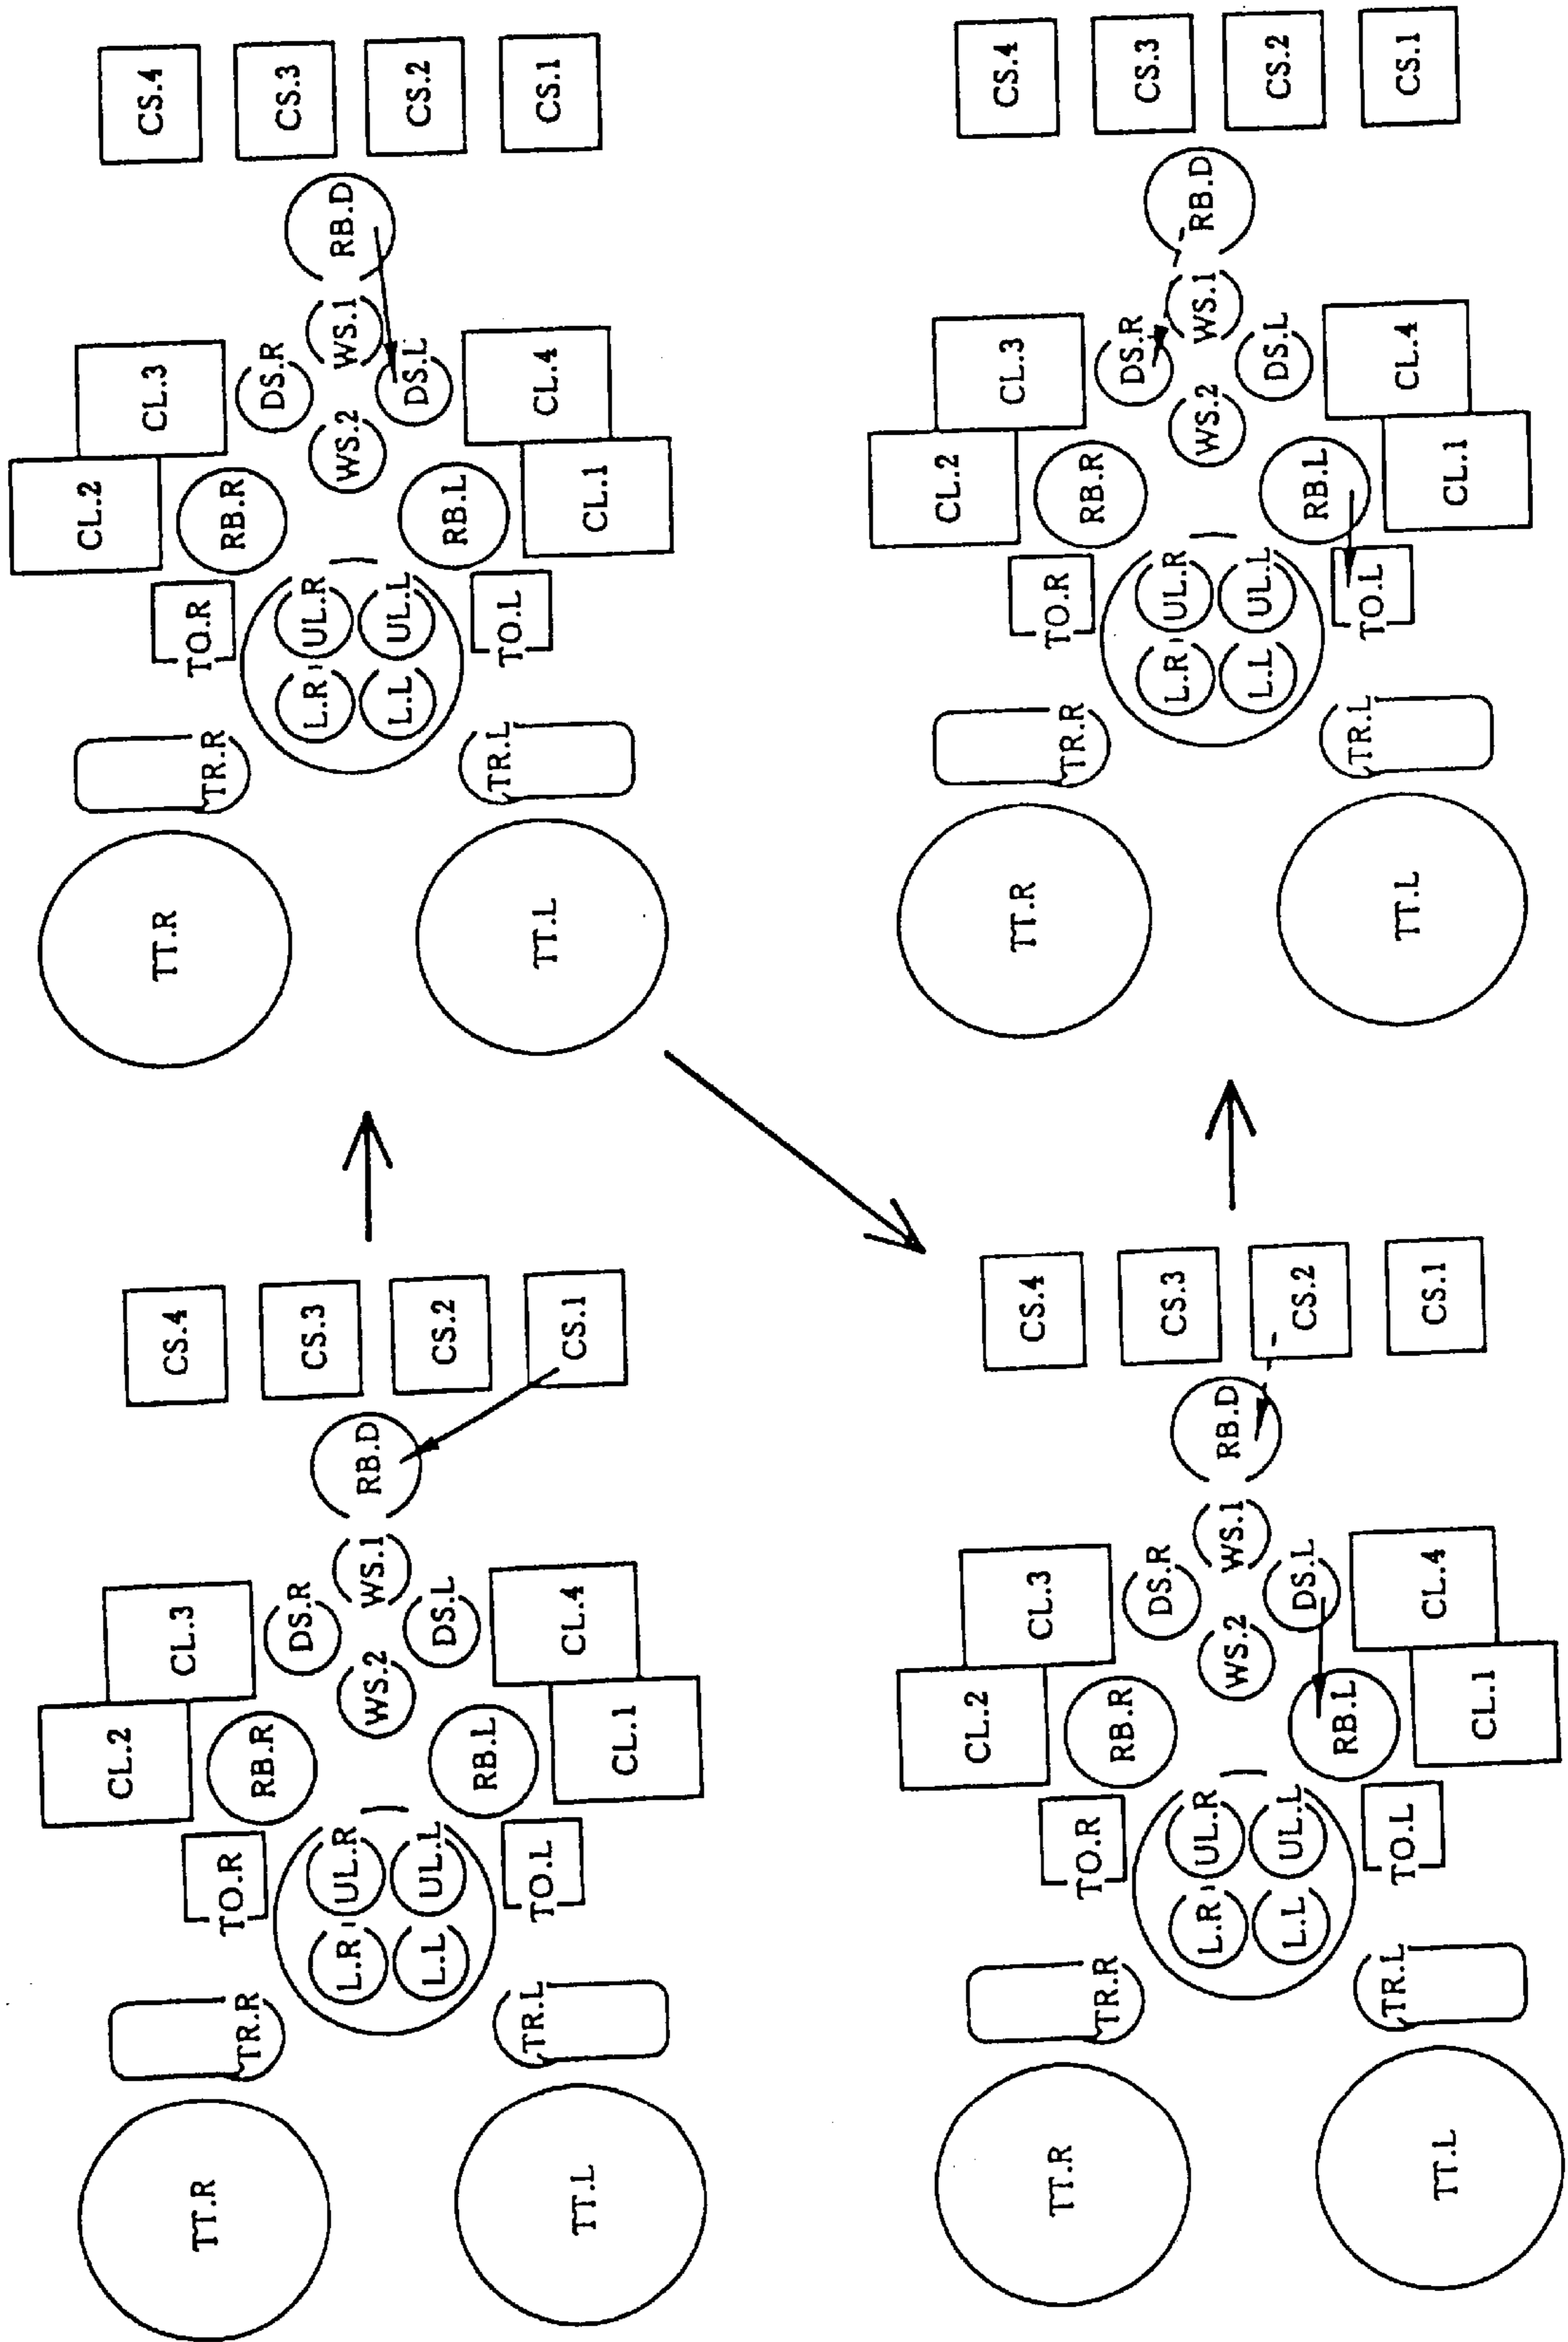 TT.R
TR.R
TO.R
CL.2
CL.3
CS.4
RB.R
DS.R
CS.3
L.R
UL.R
WS.2
WS.1
RB.D
L.L
UL.L
DS.L
CS.2
RB.L
TT.L
TR.L
TO.L
CL.1
CL.4
CS.1
TT.R
TR.R
TO.R
CL.2
CL.3
CS.4
RB.R
DS.R
CS.3
L.R
UL.R
WS.2
WS.1
RB.D
L.L
UL.L
DS.L
CS.2
RB.L
TT.L
TR.L
TO.L
CL.1
CL.4
CS.1
TT.R
TR.R
TO.R
CL.2
CL.3
CS.4
RB.R
DS.R
CS.3
L.R
UL.R
WS.2
WS.1
RB.D
L.L
UL.L
DS.L
CS.2
RB.L
TT.L
TR.L
TO.L
CL.1
CL.4
CS.1
TT.R
TR.R
TO.R
CL.2
CL.3
CS.4
RB.R
DS.R
CS.3
L.R
UL.R
WS.2
WS.1
RB.D
L.L
UL.L
DS.L
CS.2
RB.L
TT.L
TR.L
TO.L
CL.1
CL.4
CS.1